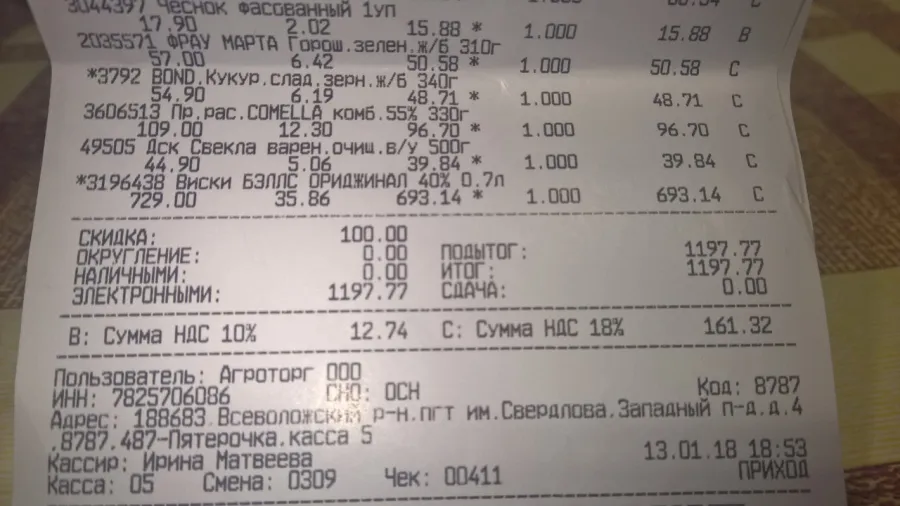 3044397 Чеснок фасованный 1уп
17.90 2.02 15.88 * 1.000 15.88 В
2035571 ФРАУ МАРТА Горош.зелен.ж/б 310г
57.00 6.42 50.58 * 1.000 50.58 С
*3792 BOND.Кукур.слад.зерн.ж/б 340г
54.90 6.19 48.71 * 1.000 48.71 С
3606513 Пр.рас.COMELLA комб.55% 330г
109.00 12.30 96.70 * 1.000 96.70 С
49505 Дск Свекла варен.очищ.в/у 500г
44.90 5.06 39.84 * 1.000 39.84 С
*3196438 Виски БЭЛЛС ОРИДЖИНАЛ 40% 0.7л
729.00 35.86 693.14 * 1.000 693.14 С
СКИДКА: 100.00
ОКРУГЛЕНИЕ: 0.00 ПОДЫТОГ: 1197.77
НАЛИЧНЫМИ: 0.00 ИТОГ: 1197.77
ЭЛЕКТРОННЫМИ: 1197.77 СДАЧА: 0.00
В: Сумма НДС 10% 12.74 С: Сумма НДС 18% 161.32
Пользователь: Агроторг ООО
ИНН: 7825706086 СНО: ОСН Код: 8787
Адрес: 188683.Всеволожский р-н.пгт им.Свердлова.Западный п-д.д.4
.8787.487-Пятерочка.касса 5
Кассир: Ирина Матвеева 13.01.18 18:53
Касса: 05 Смена: 0309 Чек: 00411 ПРИХОД